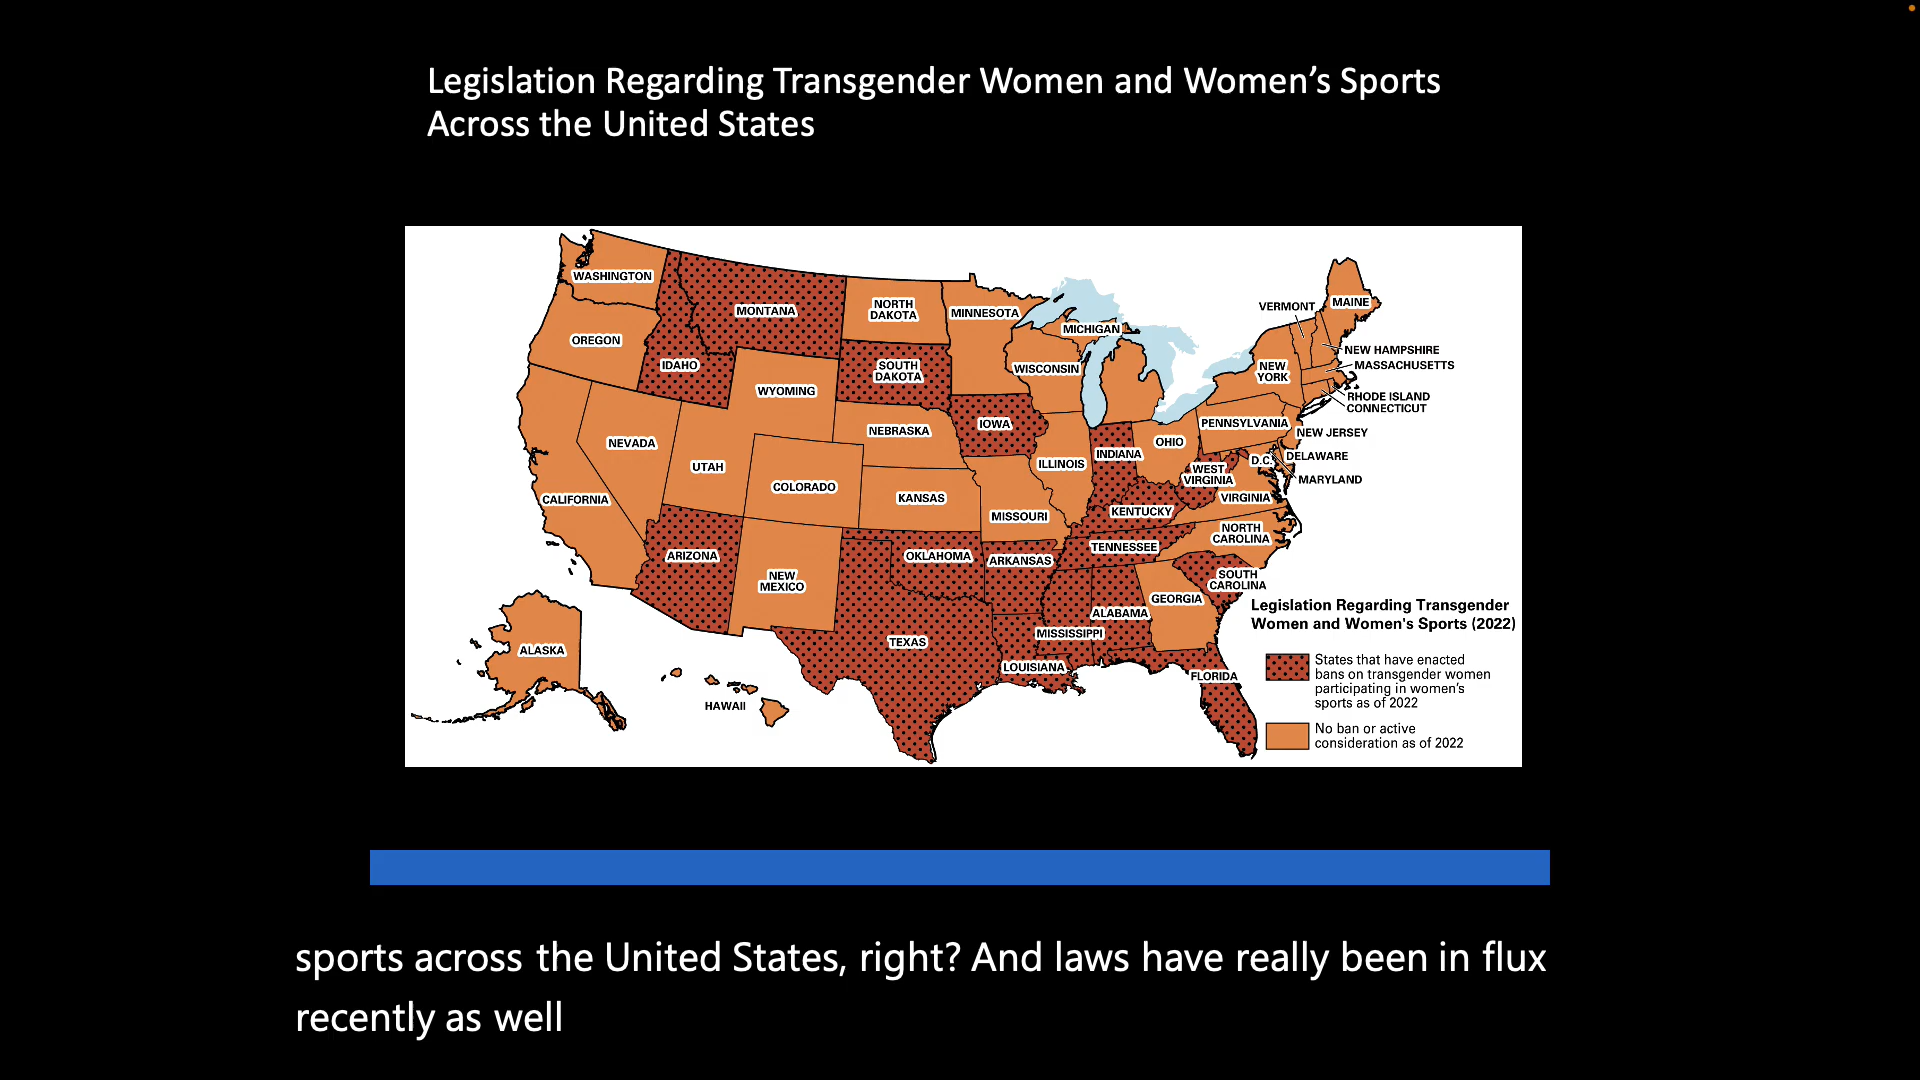 Legislation Regarding Transgender Women and Women’s Sports
Across the United States
WASHINGTON
MONTANA
NORTH
DAKOTA
MINNESOTA
MICHIGAN
VERMONT
MAINE
OREGON
IDAHO
SOUTH
DAKOTA
WISCONSIN
NEW
YORK
NEW HAMPSHIRE
MASSACHUSETTS
RHODE ISLAND
CONNECTICUT
WYOMING
NEBRASKA
IOWA
PENNSYLVANIA
NEW JERSEY
NEVADA
UTAH
COLORADO
KANSAS
MISSOURI
ILLINOIS
INDIANA
OHIO
WEST
VIRGINIA
D.C.
DELAWARE
MARYLAND
CALIFORNIA
KENTUCKY
VIRGINIA
ARIZONA
NEW
MEXICO
OKLAHOMA
ARKANSAS
TENNESSEE
NORTH
CAROLINA
SOUTH
CAROLINA
TEXAS
LOUISIANA
MISSISSIPPI
ALABAMA
GEORGIA
FLORIDA
ALASKA
HAWAII
Legislation Regarding Transgender
Women and Women's Sports (2022)
States that have enacted
bans on transgender women
participating in women's
sports as of 2022
No ban or active
consideration as of 2022
sports across the United States, right? And laws have really been in flux
recently as well